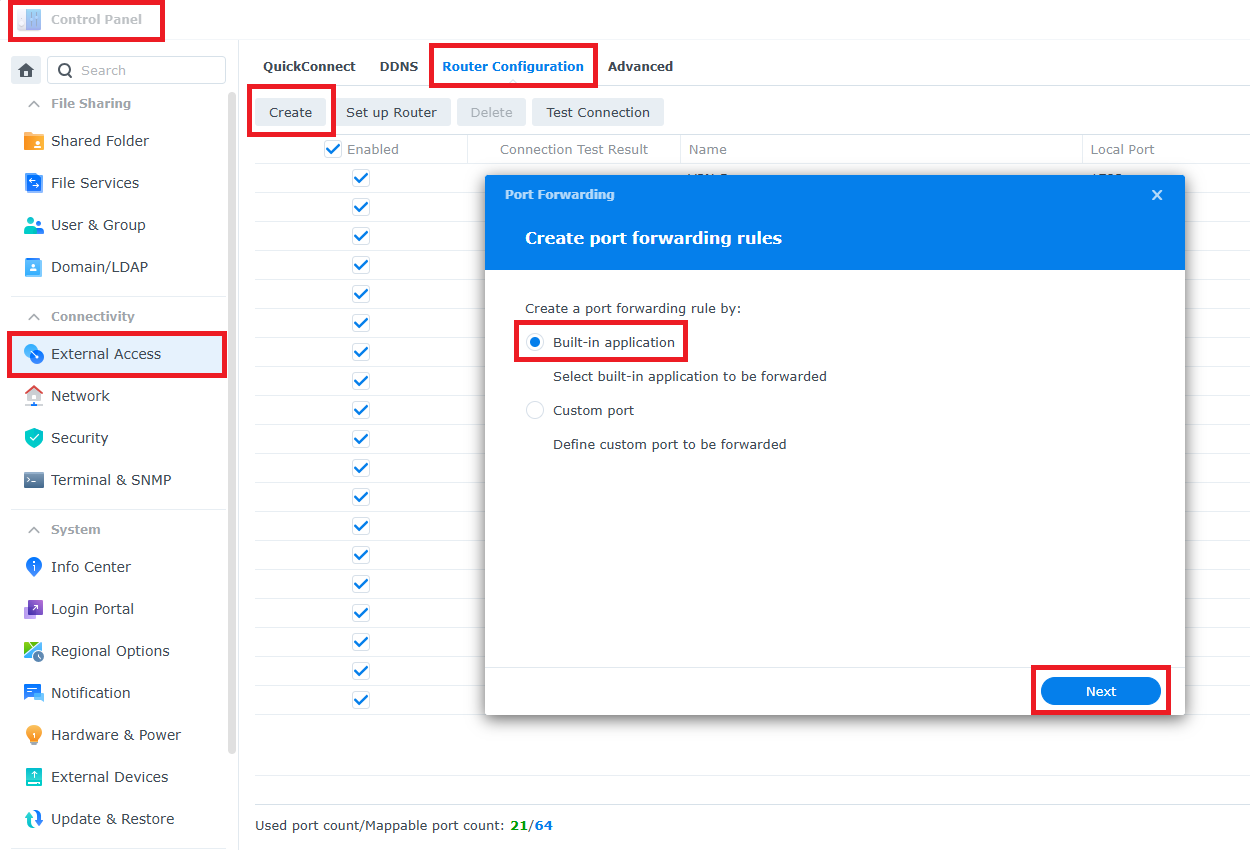 Control Panel
Search
File Sharing
Shared Folder
File Services
User & Group
Domain/LDAP
Connectivity
External Access
Network
Security
Terminal & SNMP
System
Info Center
Login Portal
Regional Options
Notification
Hardware & Power
External Devices
Update & Restore
QuickConnect DDNS Router Configuration Advanced
Create Set up Router Delete Test Connection
Enabled Connection Test Result Name Local Port
Port Forwarding
Create port forwarding rules
Create a port forwarding rule by:
Built-in application
Select built-in application to be forwarded
Custom port
Define custom port to be forwarded
Next
Used port count/Mappable port count: 21/64